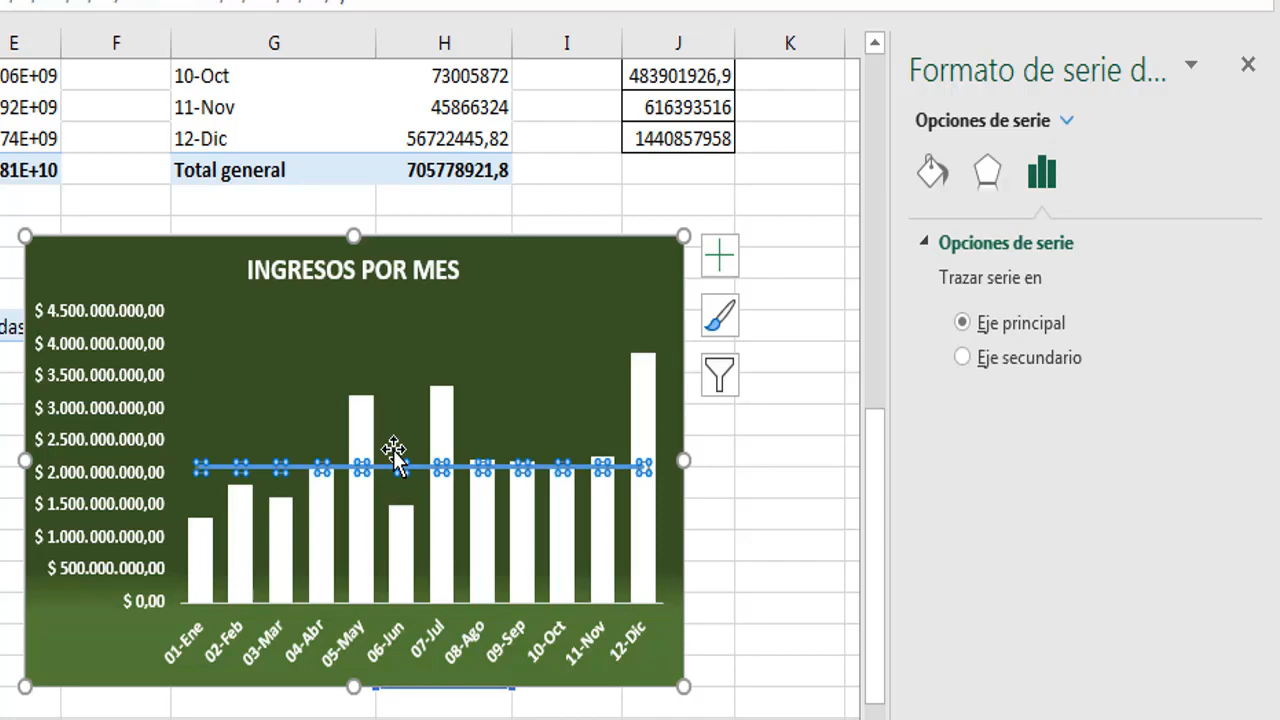 E F G H I J K
06E+09 10-Oct 73005872 483901926,9
92E+09 11-Nov 45866324 616393516
74E+09 12-Dic 56722445,82 1440857958
81E+10 Total general 705778921,8
das
INGRESOS POR MES
$ 4.500.000.000,00
$ 4.000.000.000,00
$ 3.500.000.000,00
$ 3.000.000.000,00
$ 2.500.000.000,00
$ 2.000.000.000,00
$ 1.500.000.000,00
$ 1.000.000.000,00
$ 500.000.000,00
$ 0,00
01-Ene 02-Feb 03-Mar 04-Abr 05-May 06-Jun 07-Jul 08-Ago 09-Sep 10-Oct 11-Nov 12-Dic
Formato de serie d...
Opciones de serie
Opciones de serie
Trazar serie en
Eje principal
Eje secundario